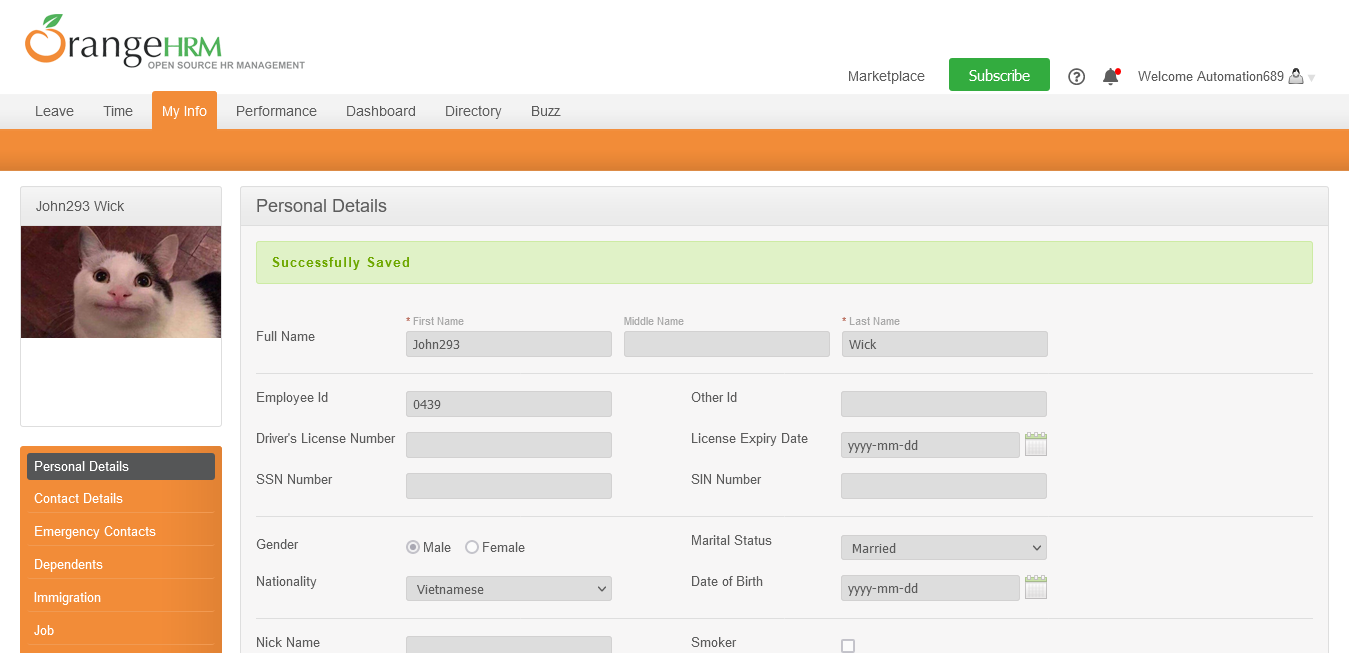 OrangeHRM
OPEN SOURCE HR MANAGEMENT
Marketplace Subscribe ? Welcome Automation689
Leave Time My Info Performance Dashboard Directory Buzz
John293 Wick
Personal Details
Contact Details
Emergency Contacts
Dependents
Immigration
Job
Personal Details
Successfully Saved
* First Name Middle Name * Last Name
Full Name John293 Wick
Employee Id 0439 Other Id
Driver's License Number License Expiry Date yyyy-mm-dd
SSN Number SIN Number
Gender Male Female Marital Status Married
Nationality Vietnamese Date of Birth yyyy-mm-dd
Nick Name Smoker